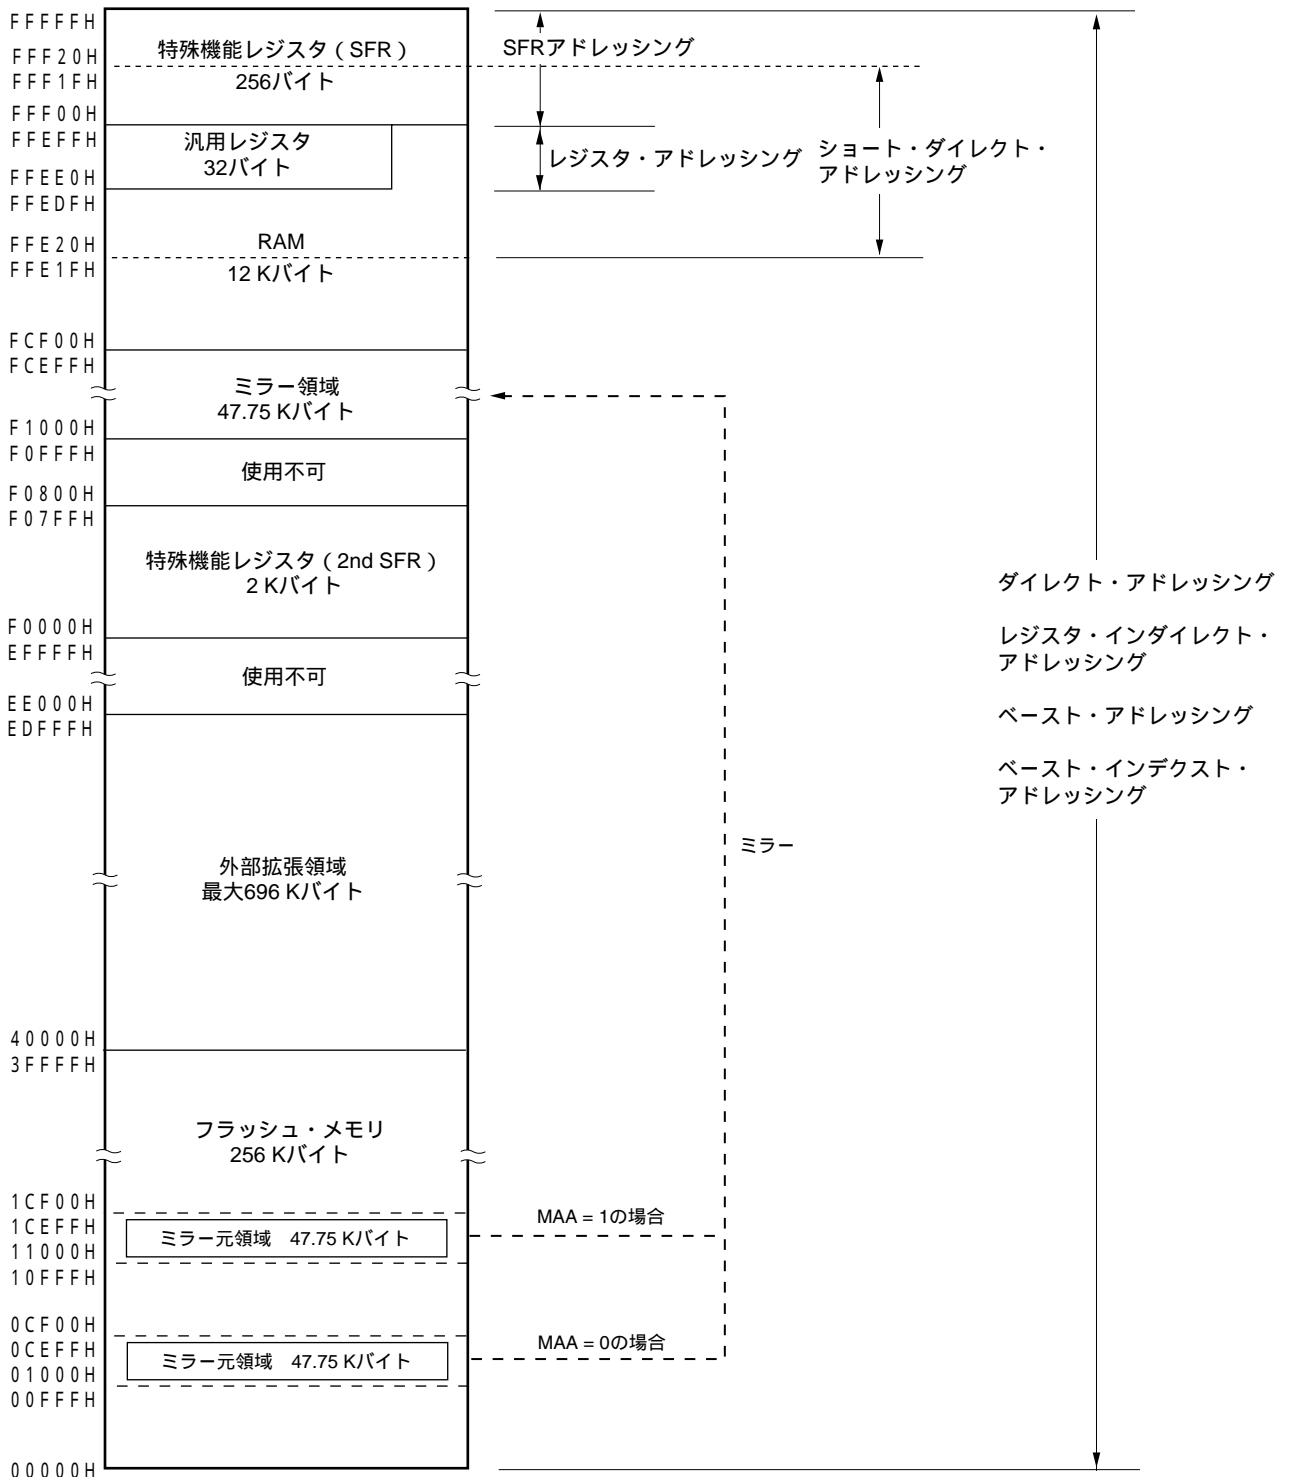 FFFFFH
特殊機能レジスタ(SFR)
256バイト
FFF20H
FFF1FH
FFF00H
FFEFFH
汎用レジスタ
32バイト
FFEE0H
FFEDFH
RAM
12 Kバイト
FFE20H
FFE1FH
FCF00H
FCEFFH
ミラー領域
47.75 Kバイト
F1000H
F0FFFH
使用不可
F0800H
F07FFH
特殊機能レジスタ(2nd SFR)
2 Kバイト
F0000H
EFFFFH
使用不可
EE000H
EDFFFH
外部拡張領域
最大696 Kバイト
40000H
3FFFFH
フラッシュ・メモリ
256 Kバイト
1CF00H
1CEFFH
ミラー元領域 47.75 Kバイト
11000H
10FFFH
0CF00H
0CEFFH
ミラー元領域 47.75 Kバイト
01000H
00FFFH
00000H
SFRアドレッシング
レジスタ・アドレッシング
ショート・ダイレクト・
アドレッシング
ミラー
MAA = 1の場合
MAA = 0の場合
ダイレクト・アドレッシング
レジスタ・インダイレクト・
アドレッシング
ベースト・アドレッシング
ベースト・インデクスト・
アドレッシング